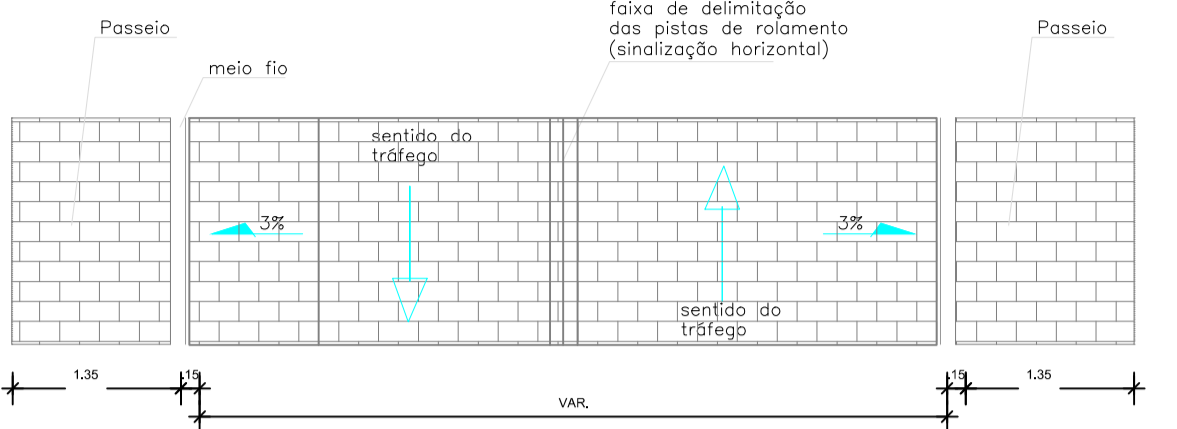 faixa de delimitação
das pistas de rolamento
(sinalização horizontal)
Passeio
Passeio
meio fio
sentido do
tráfego
3%
3%
sentido do
tráfego
1.35
.15
.15
1.35
VAR.